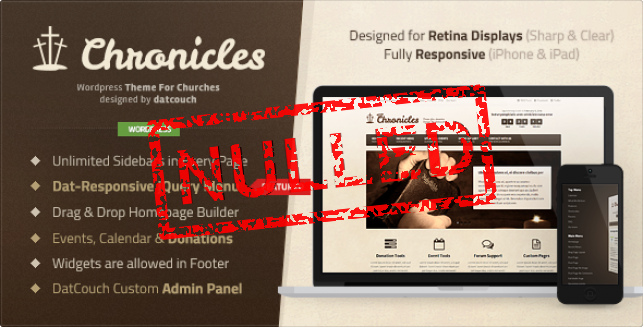 Chronicles
Wordpress Theme For Churches
designed by datcouch
Designed for Retina Displays (Sharp & Clear)
Fully Responsive (iPhone & iPad)
Unlimited Sidebars in Every Page
Dat-Responsive jQuery Menu
Drag & Drop Homepage Builder
Events, Calendar & Donations
Widgets are allowed in Footer
DatCouch Custom Admin Panel
NULLED
Chronicles
Donation Tools
Event Tools
Forum Support
Custom Pages